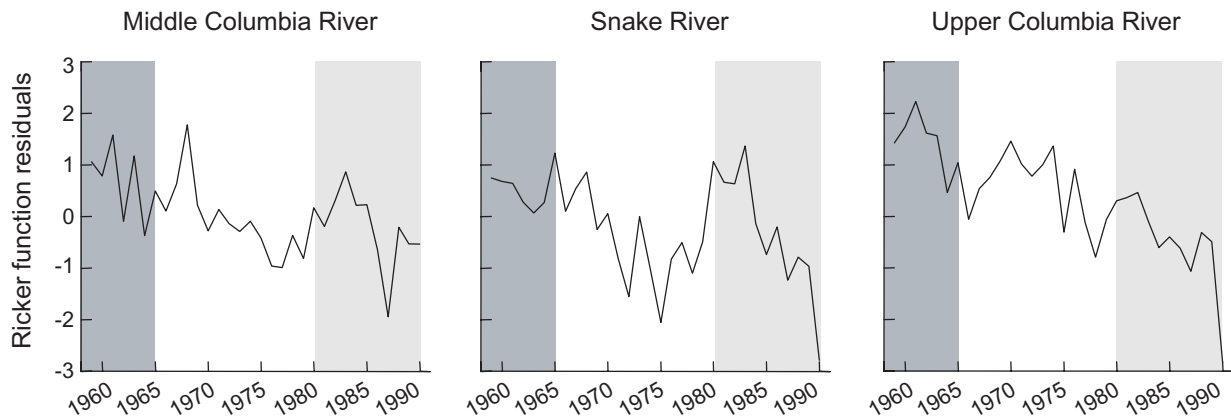 Middle Columbia River
Snake River
Upper Columbia River
Ricker function residuals
3
2
1
0
-1
-2
-3
1960 1965 1970 1975 1980 1985 1990
1960 1965 1970 1975 1980 1985 1990
1960 1965 1970 1975 1980 1985 1990